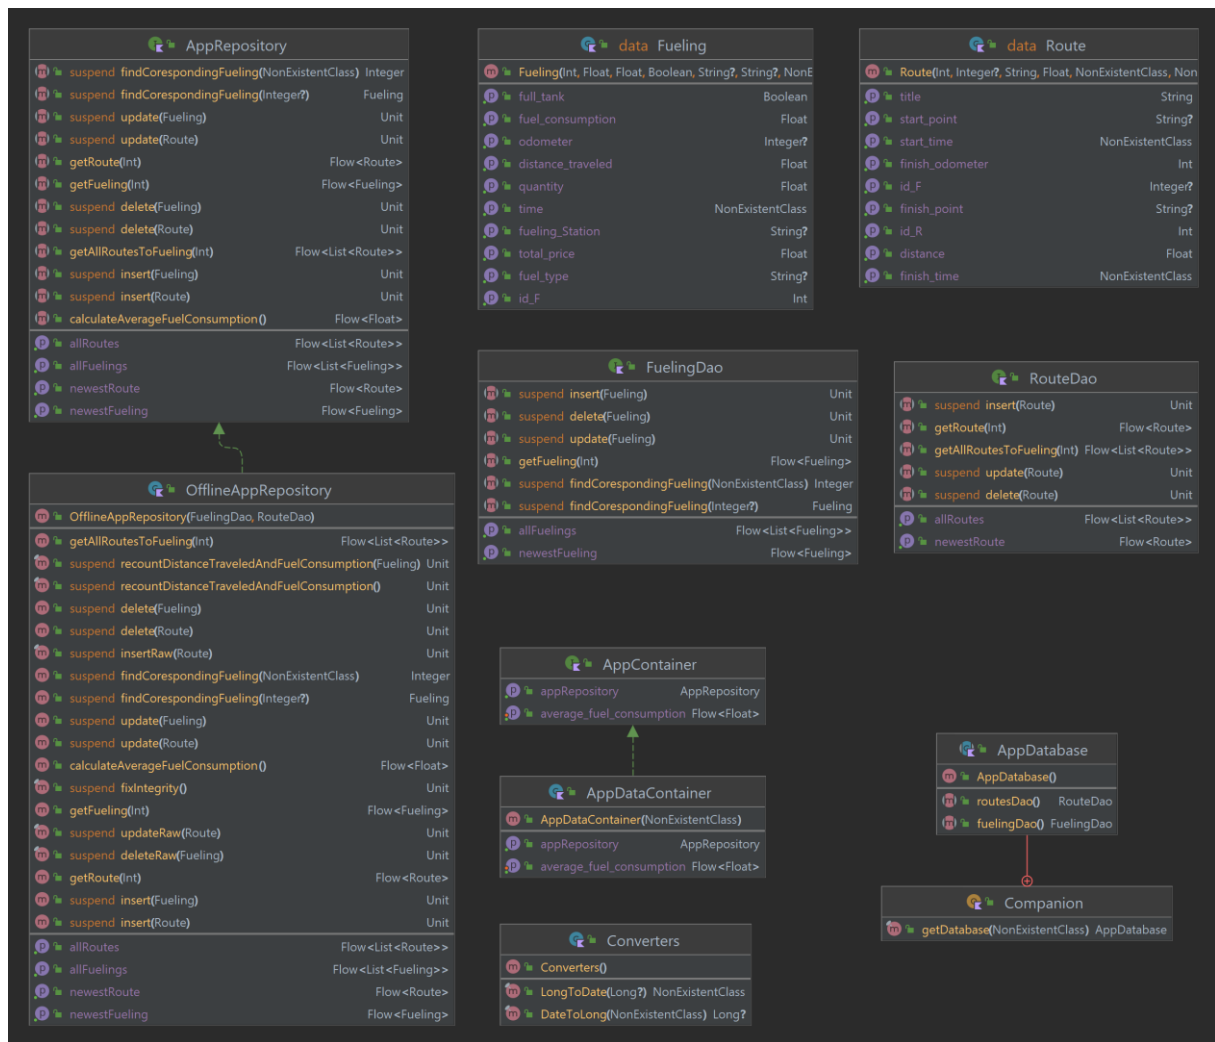 AppRepository
suspend findCorespondingFueling(NonExistentClass) Integer
suspend findCorespondingFueling(Integer?) Fueling
suspend update(Fueling) Unit
suspend update(Route) Unit
getRoute(Int) Flow<Route>
getFueling(Int) Flow<Fueling>
suspend delete(Fueling) Unit
suspend delete(Route) Unit
getAllRoutesToFueling(Int) Flow<List<Route>>
suspend insert(Fueling) Unit
suspend insert(Route) Unit
calculateAverageFuelConsumption() Flow<Float>
allRoutes Flow<List<Route>>
allFuelings Flow<List<Fueling>>
newestRoute Flow<Route>
newestFueling Flow<Fueling>
data Fueling
Fueling(Int, Float, Float, Boolean, String?, String?, NonE
full_tank Boolean
fuel_consumption Float
odometer Integer?
distance_traveled Float
quantity Float
time NonExistentClass
fueling_Station String?
total_price Float
fuel_type String?
id_F Int
data Route
Route(Int, Integer?, String, Float, NonExistentClass, Non
title String
start_point String?
start_time NonExistentClass
finish_odometer Int
id_F Integer?
finish_point String?
id_R Int
distance Float
finish_time NonExistentClass
FuelingDao
suspend insert(Fueling) Unit
suspend delete(Fueling) Unit
suspend update(Fueling) Unit
getFueling(Int) Flow<Fueling>
suspend findCorespondingFueling(NonExistentClass) Integer
suspend findCorespondingFueling(Integer?) Fueling
allFuelings Flow<List<Fueling>>
newestFueling Flow<Fueling>
RouteDao
suspend insert(Route) Unit
getRoute(Int) Flow<Route>
getAllRoutesToFueling(Int) Flow<List<Route>>
suspend update(Route) Unit
suspend delete(Route) Unit
allRoutes Flow<List<Route>>
newestRoute Flow<Route>
OfflineAppRepository
OfflineAppRepository(FuelingDao, RouteDao)
getAllRoutesToFueling(Int) Flow<List<Route>>
suspend recountDistanceTraveledAndFuelConsumption(Fueling) Unit
suspend recountDistanceTraveledAndFuelConsumption() Unit
suspend delete(Fueling) Unit
suspend delete(Route) Unit
suspend insertRaw(Route) Unit
suspend findCorespondingFueling(NonExistentClass) Integer
suspend findCorespondingFueling(Integer?) Fueling
suspend update(Fueling) Unit
suspend update(Route) Unit
calculateAverageFuelConsumption() Flow<Float>
suspend fixIntegrity() Unit
getFueling(Int) Flow<Fueling>
suspend updateRaw(Route) Unit
suspend deleteRaw(Fueling) Unit
getRoute(Int) Flow<Route>
suspend insert(Fueling) Unit
suspend insert(Route) Unit
allRoutes Flow<List<Route>>
allFuelings Flow<List<Fueling>>
newestRoute Flow<Route>
newestFueling Flow<Fueling>
AppContainer
appRepository AppRepository
average_fuel_consumption Flow<Float>
AppDataContainer
AppDataContainer(NonExistentClass)
appRepository AppRepository
average_fuel_consumption Flow<Float>
Converters
Converters()
LongToDate(Long?) NonExistentClass
DateToLong(NonExistentClass) Long?
AppDatabase
AppDatabase()
routesDao() RouteDao
fuelingDao() FuelingDao
Companion
getDatabase(NonExistentClass) AppDatabase